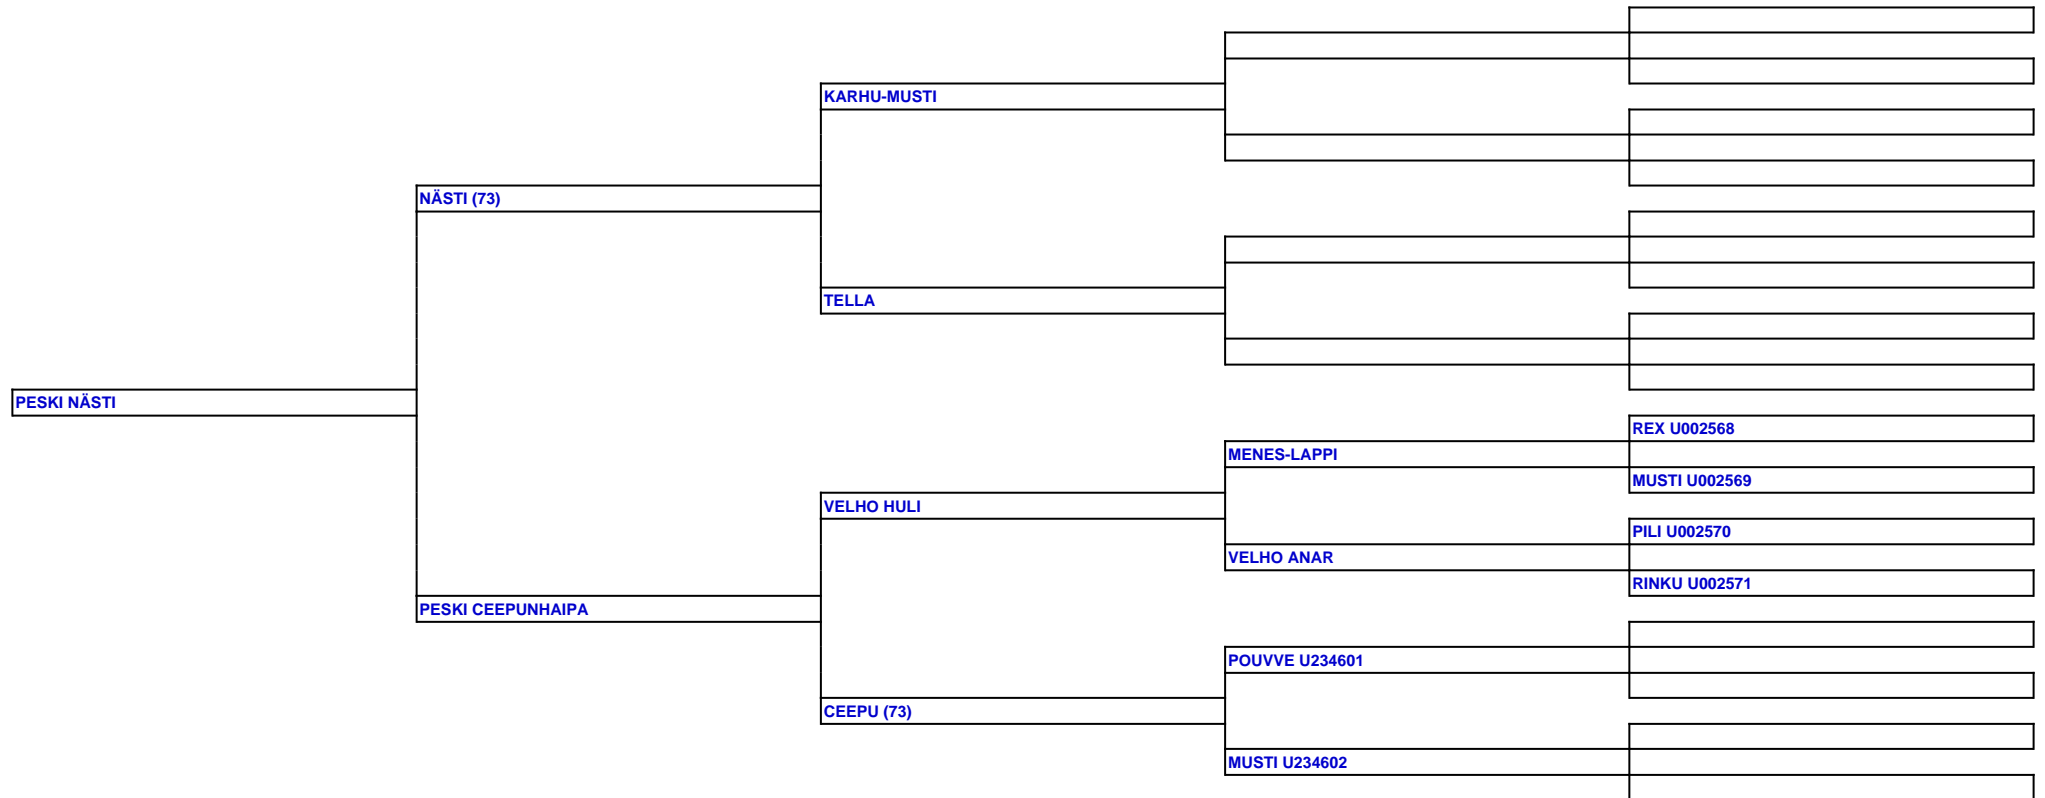 KARHU-MUSTI
NÄSTI (73)
TELLA
PESKI NÄSTI
REX U002568
MENES-LAPPI
MUSTI U002569
VELHO HULI
PILI U002570
VELHO ANAR
RINKU U002571
PESKI CEEPUNHAIPA
POUVVE U234601
CEEPU (73)
MUSTI U234602